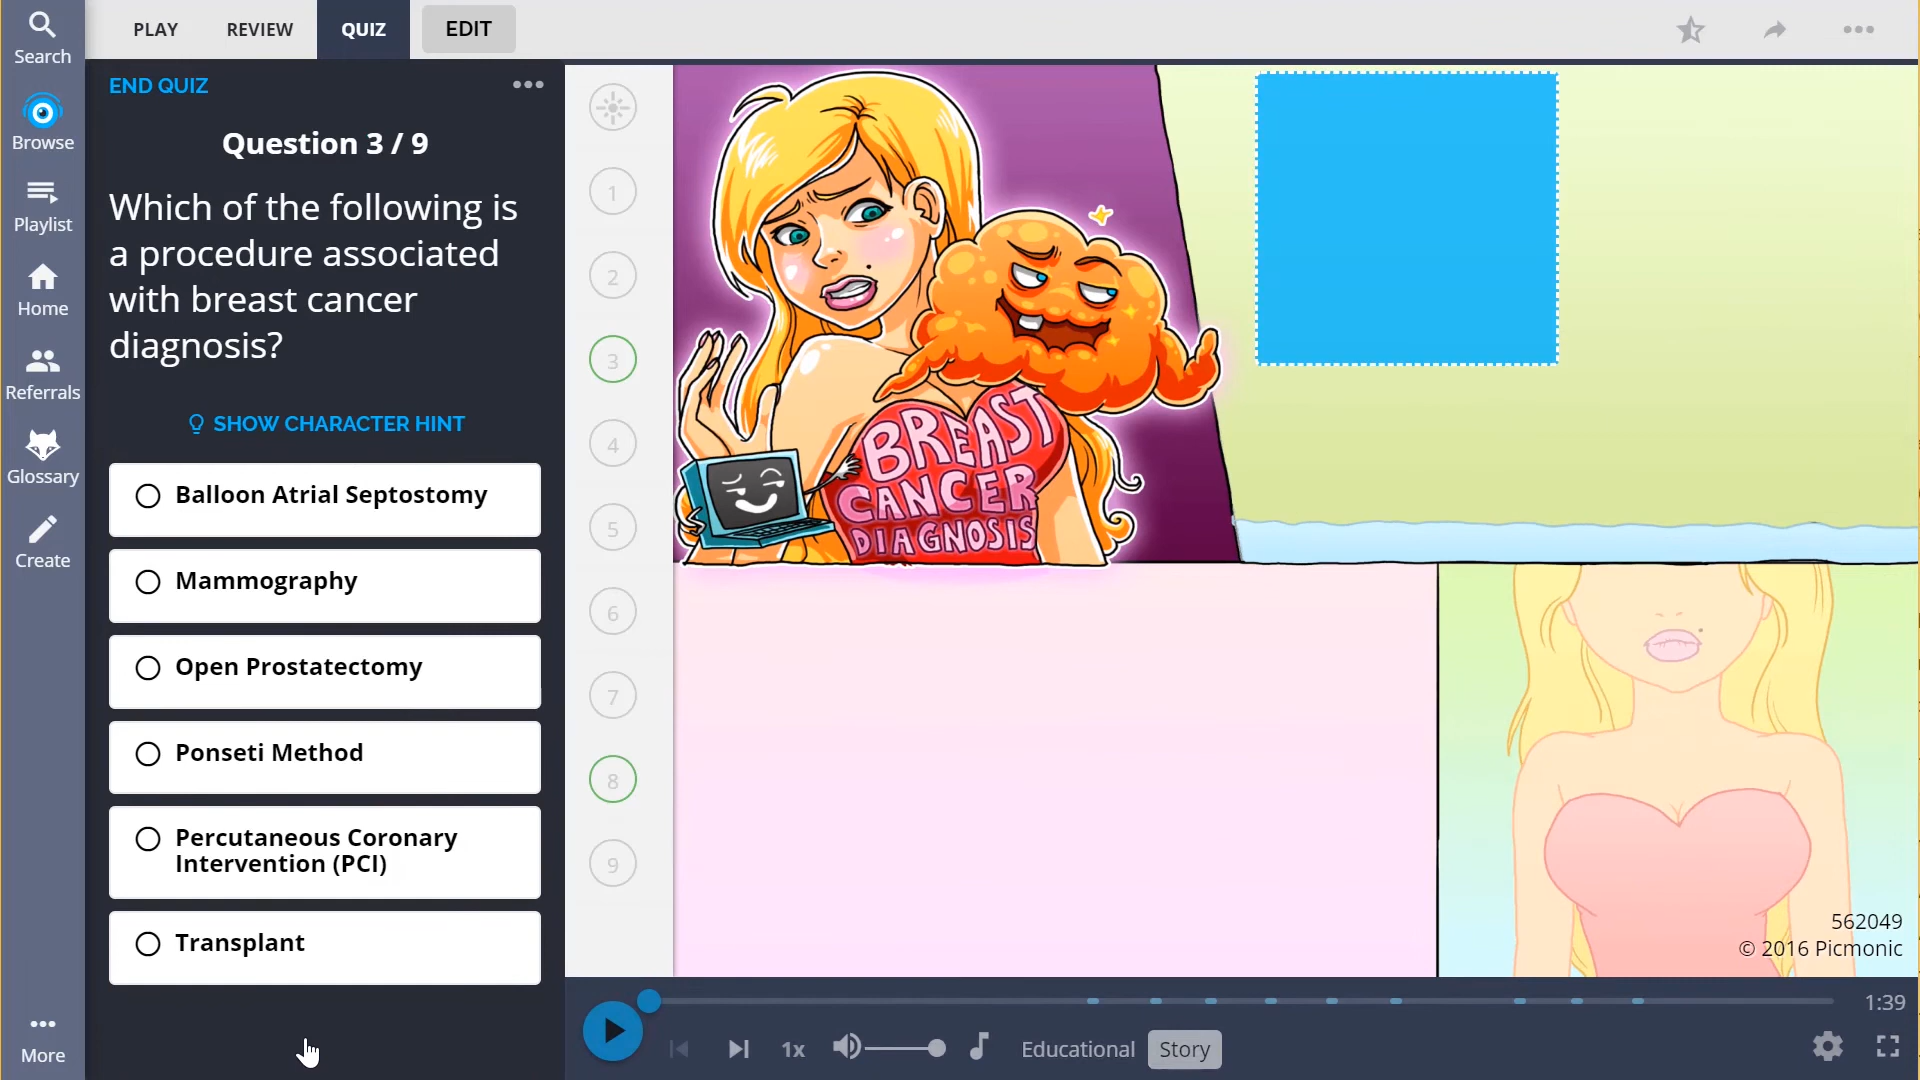 Search
Browse
Playlist
Home
Referrals
Glossary
Create
More
PLAY
REVIEW
QUIZ
EDIT
END QUIZ
Question 3 / 9
Which of the following is
a procedure associated
with breast cancer
diagnosis?
SHOW CHARACTER HINT
Balloon Atrial Septostomy
Mammography
Open Prostatectomy
Ponseti Method
Percutaneous Coronary
Intervention (PCI)
Transplant
1
2
3
4
5
6
7
8
9
BREAST
CANCER
DIAGNOSIS
562049
© 2016 Picmonic
1:39
1x
Educational
Story